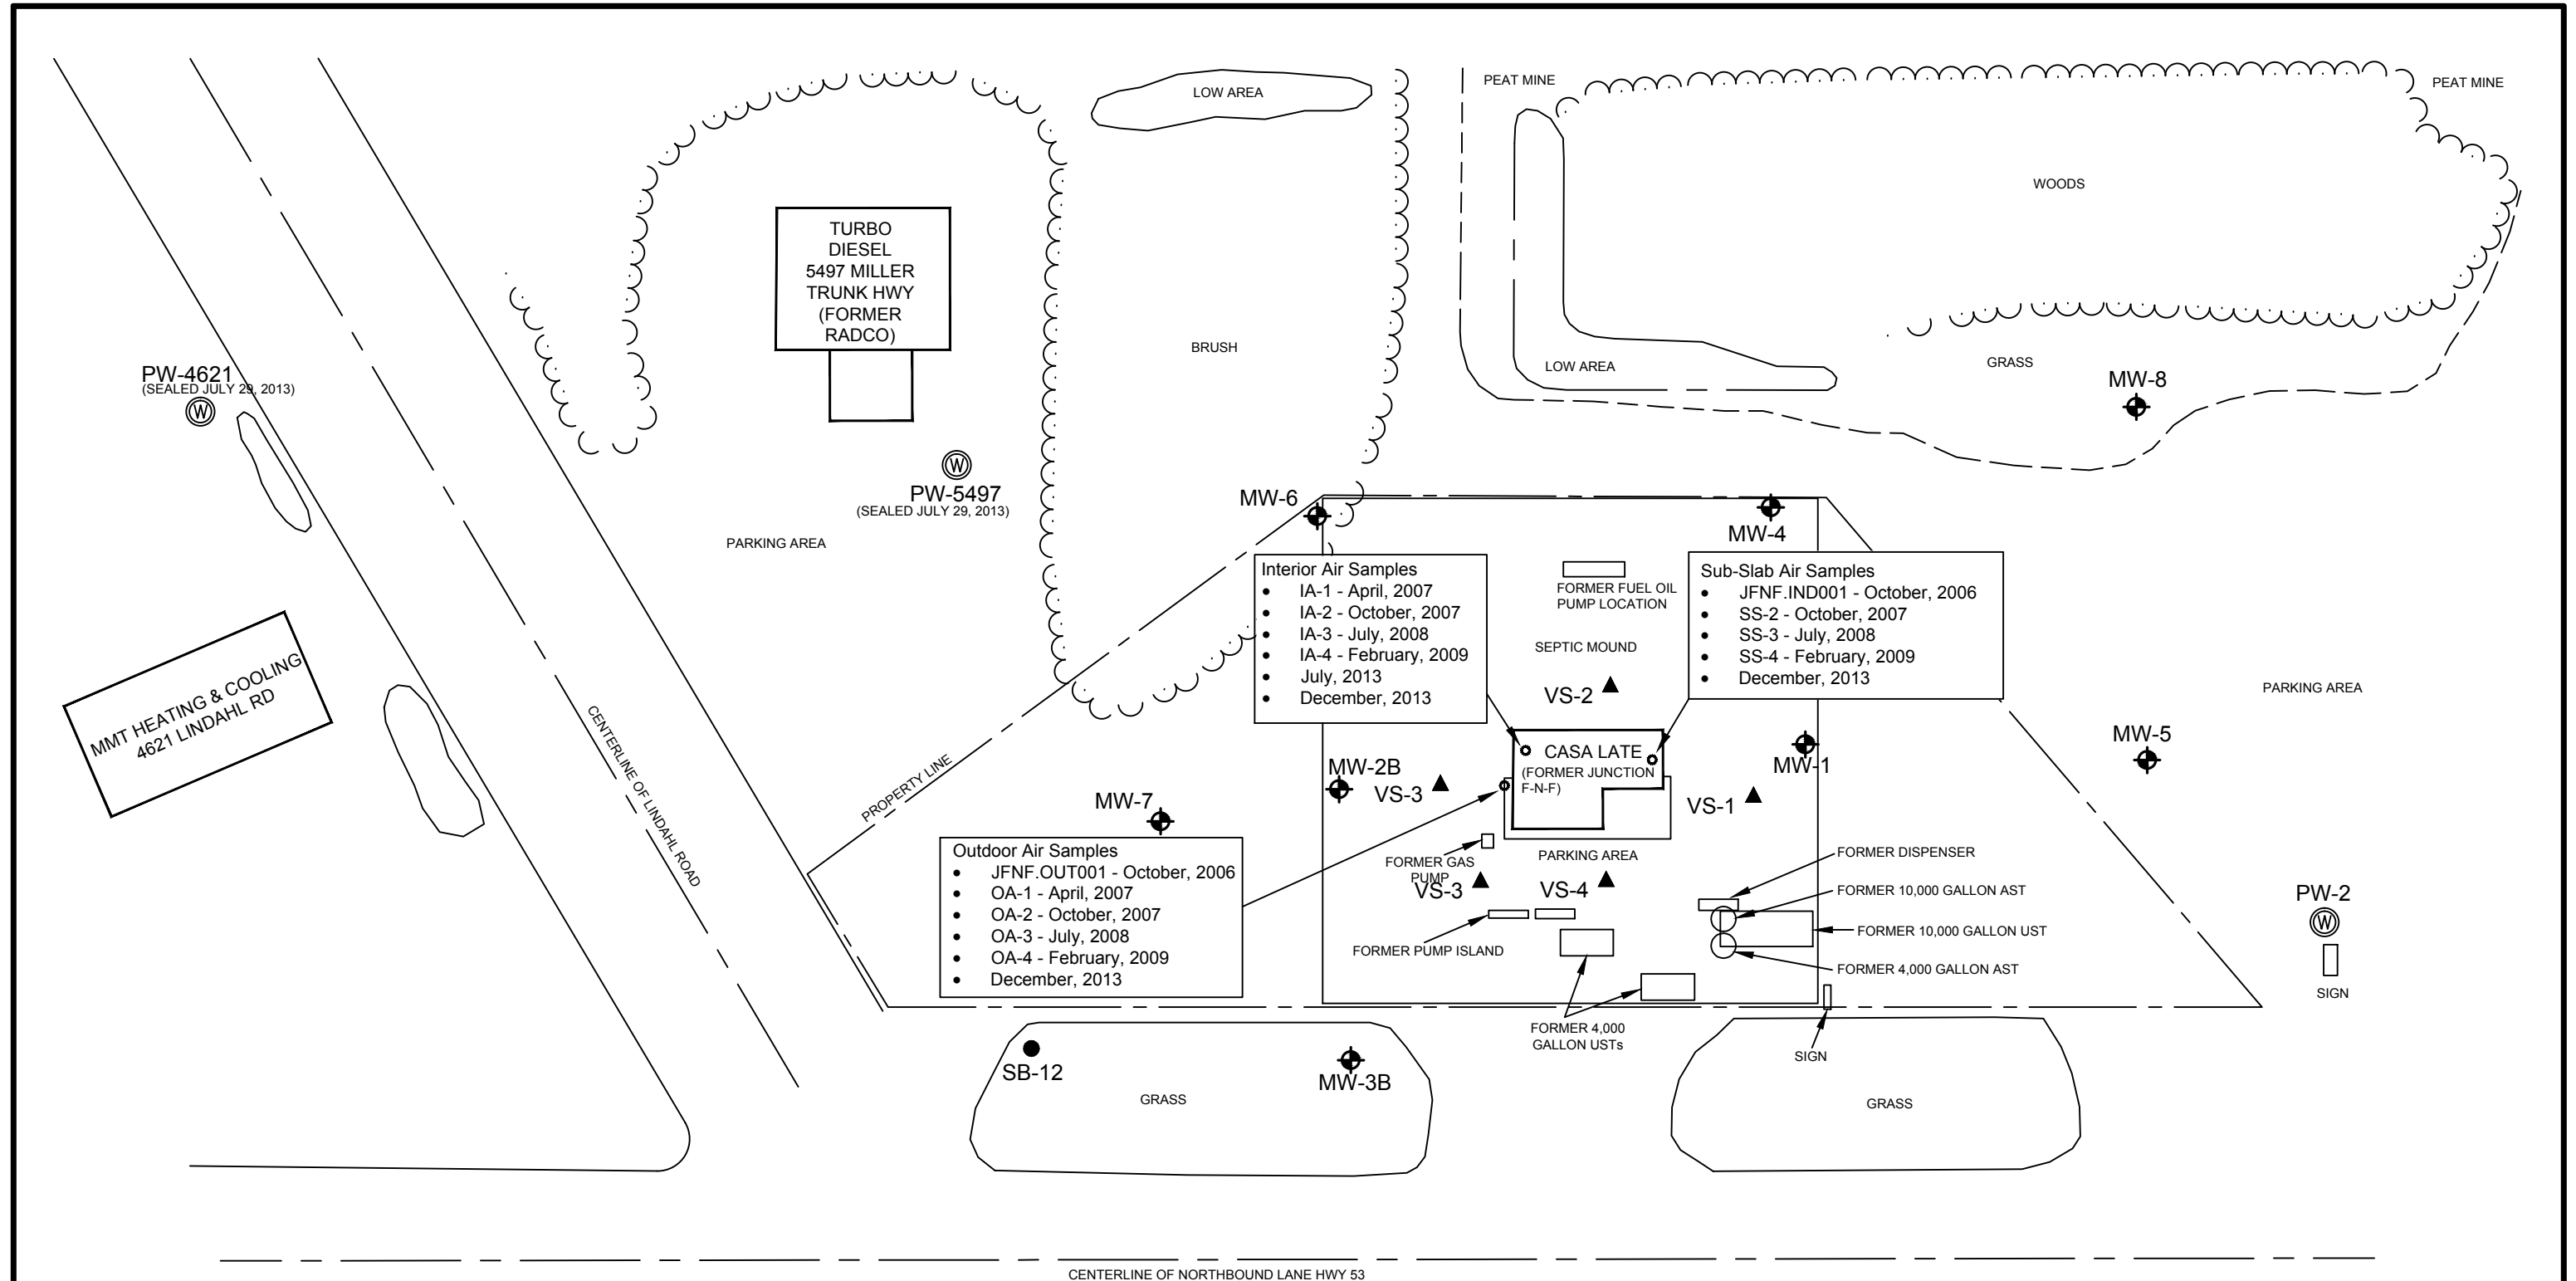 PEAT MINE
PEAT MINE
LOW AREA
WOODS
TURBO
DIESEL
5497 MILLER
TRUNK HWY
(FORMER
RADCO)
BRUSH
LOW AREA
GRASS
PW-4621
(SEALED JULY 29, 2013)
W
MW-8
W
PW-5497
(SEALED JULY 29, 2013)
MW-6
MW-4
PARKING AREA
Interior Air Samples
• IA-1 - April, 2007
• IA-2 - October, 2007
• IA-3 - July, 2008
• IA-4 - February, 2009
• July, 2013
• December, 2013
FORMER FUEL OIL
PUMP LOCATION
SEPTIC MOUND
Sub-Slab Air Samples
• JFNF.IND001 - October, 2006
• SS-2 - October, 2007
• SS-3 - July, 2008
• SS-4 - February, 2009
• December, 2013
VS-2
PARKING AREA
MMT HEATING & COOLING
4621 LINDAHL RD
CENTERLINE OF LINDAHL ROAD
PROPERTY LINE
MW-7
MW-2B
VS-3
CASA LATE
(FORMER JUNCTION
F-N-F)
MW-1
VS-1
MW-5
Outdoor Air Samples
• JFNF.OUT001 - October, 2006
• OA-1 - April, 2007
• OA-2 - October, 2007
• OA-3 - July, 2008
• OA-4 - February, 2009
• December, 2013
FORMER GAS
PUMP
PARKING AREA
VS-3
VS-4
FORMER PUMP ISLAND
FORMER DISPENSER
FORMER 10,000 GALLON AST
FORMER 10,000 GALLON UST
FORMER 4,000 GALLON AST
PW-2
W
SIGN
FORMER 4,000
GALLON USTs
SIGN
SB-12
MW-3B
GRASS
GRASS
CENTERLINE OF NORTHBOUND LANE HWY 53